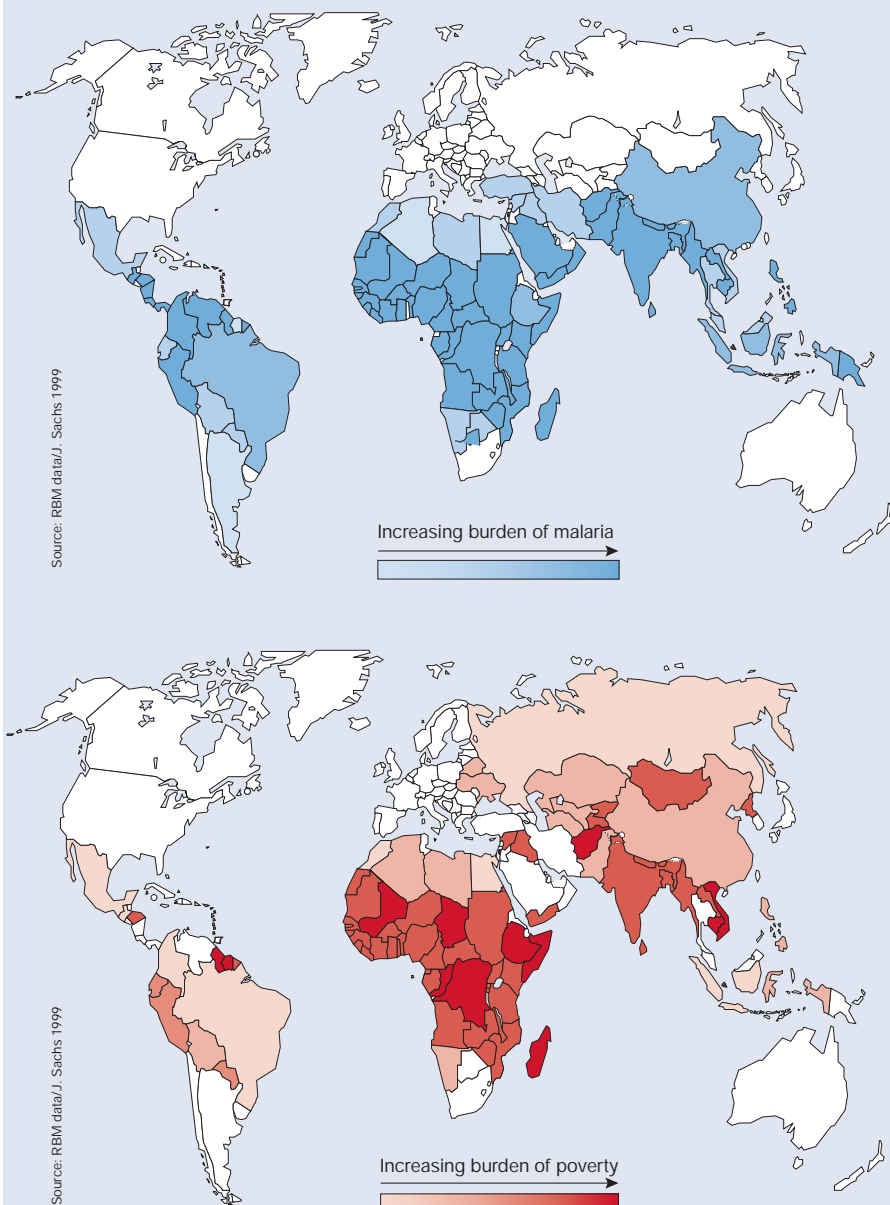 Source: RBM data/J. Sachs 1999
Increasing burden of malaria
Source: RBM data/J. Sachs 1999
Increasing burden of poverty